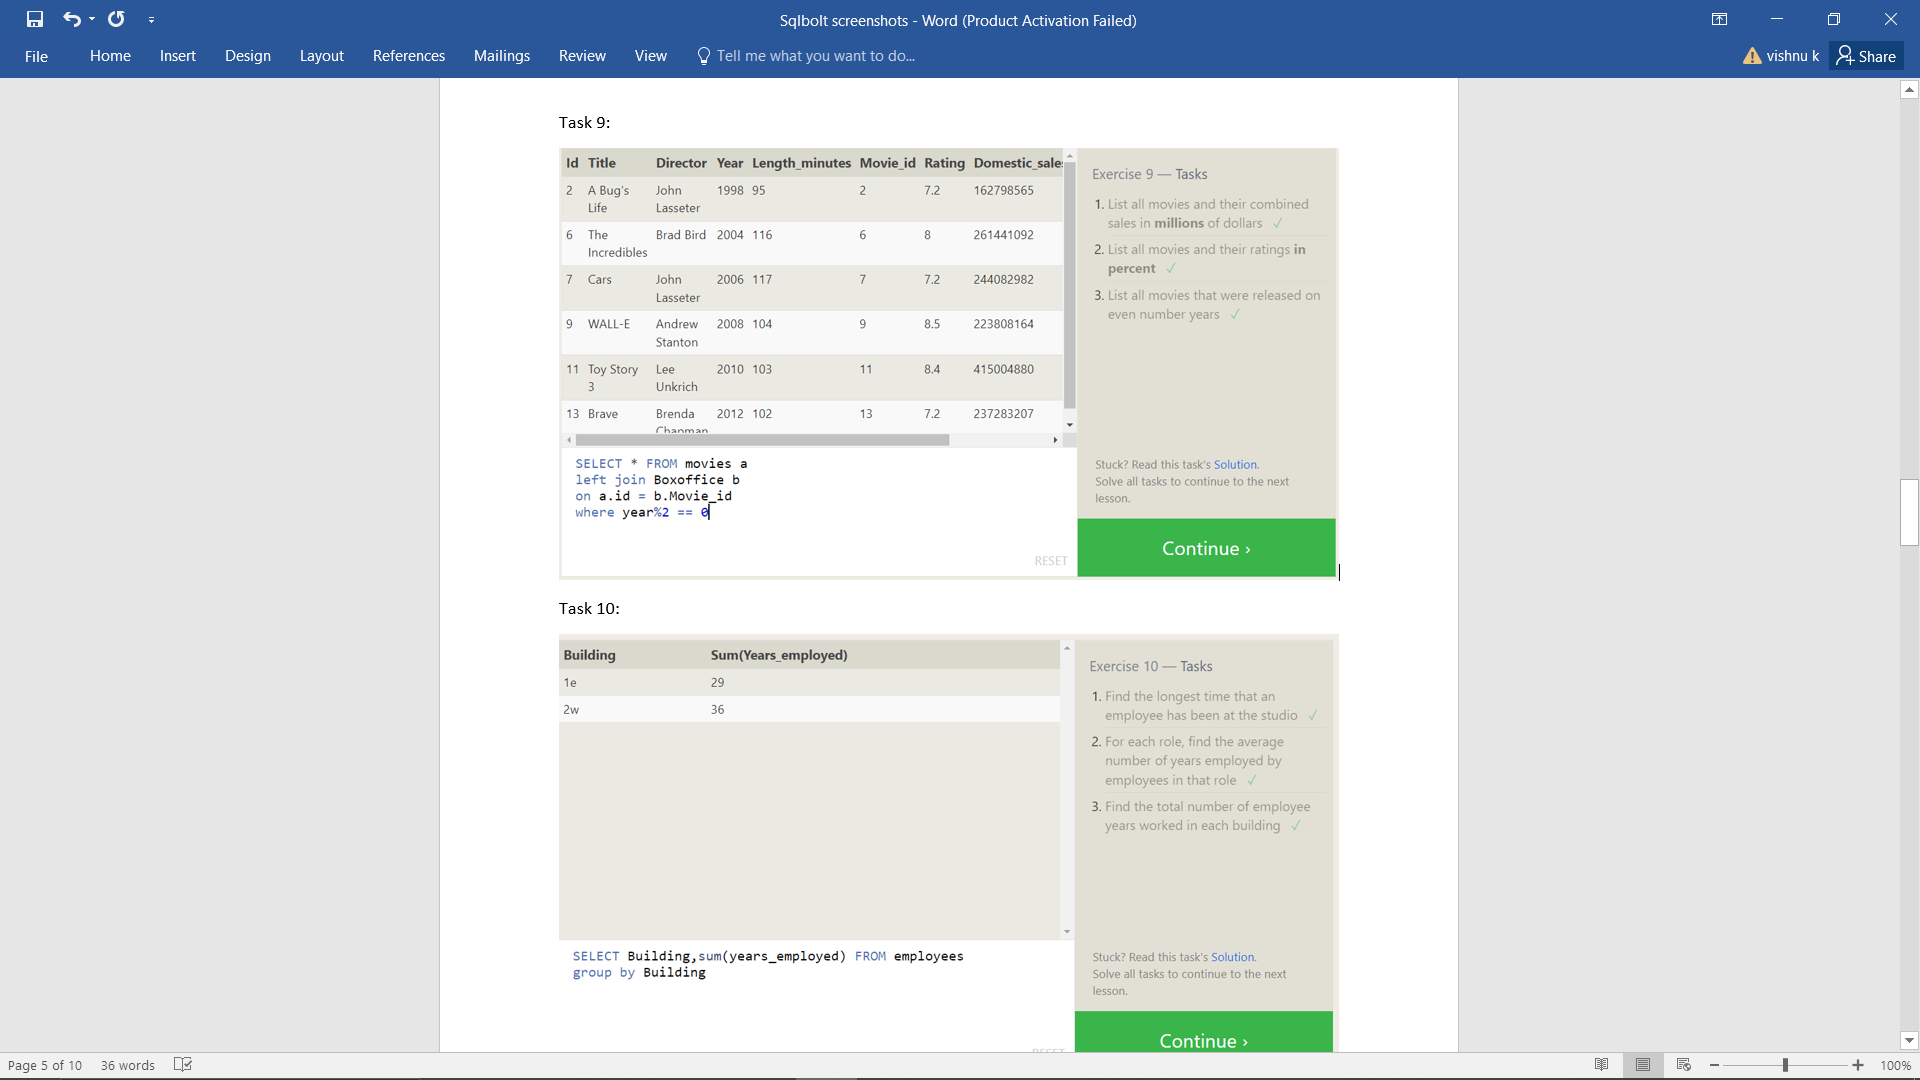 Sqlbolt screenshots - Word (Product Activation Failed)
File Home Insert Design Layout References Mailings Review View Tell me what you want to do... vishnu k Share
Task 9:
Id Title Director Year Length_minutes Movie_id Rating Domestic_sale
2 A Bug's John 1998 95 2 7.2 162798565
Life Lasseter
6 The Brad Bird 2004 116 6 8 261441092
Incredibles
7 Cars John 2006 117 7 7.2 244082982
Lasseter
9 WALL-E Andrew 2008 104 9 8.5 223808164
Stanton
11 Toy Story Lee 2010 103 11 8.4 415004880
3 Unkrich
13 Brave Brenda 2012 102 13 7.2 237283207
Chapman
SELECT * FROM movies a
left join Boxoffice b
on a.id = b.Movie_id
where year%2 == 0
RESET
Exercise 9 — Tasks
1. List all movies and their combined
sales in millions of dollars ✓
2. List all movies and their ratings in
percent ✓
3. List all movies that were released on
even number years ✓
Stuck? Read this task's Solution.
Solve all tasks to continue to the next
lesson.
Continue ›
Task 10:
Building Sum(Years_employed)
1e 29
2w 36
SELECT Building,sum(years_employed) FROM employees
group by Building
RESET
Exercise 10 — Tasks
1. Find the longest time that an
employee has been at the studio ✓
2. For each role, find the average
number of years employed by
employees in that role ✓
3. Find the total number of employee
years worked in each building ✓
Stuck? Read this task's Solution.
Solve all tasks to continue to the next
lesson.
Continue ›
Page 5 of 10 36 words 100%